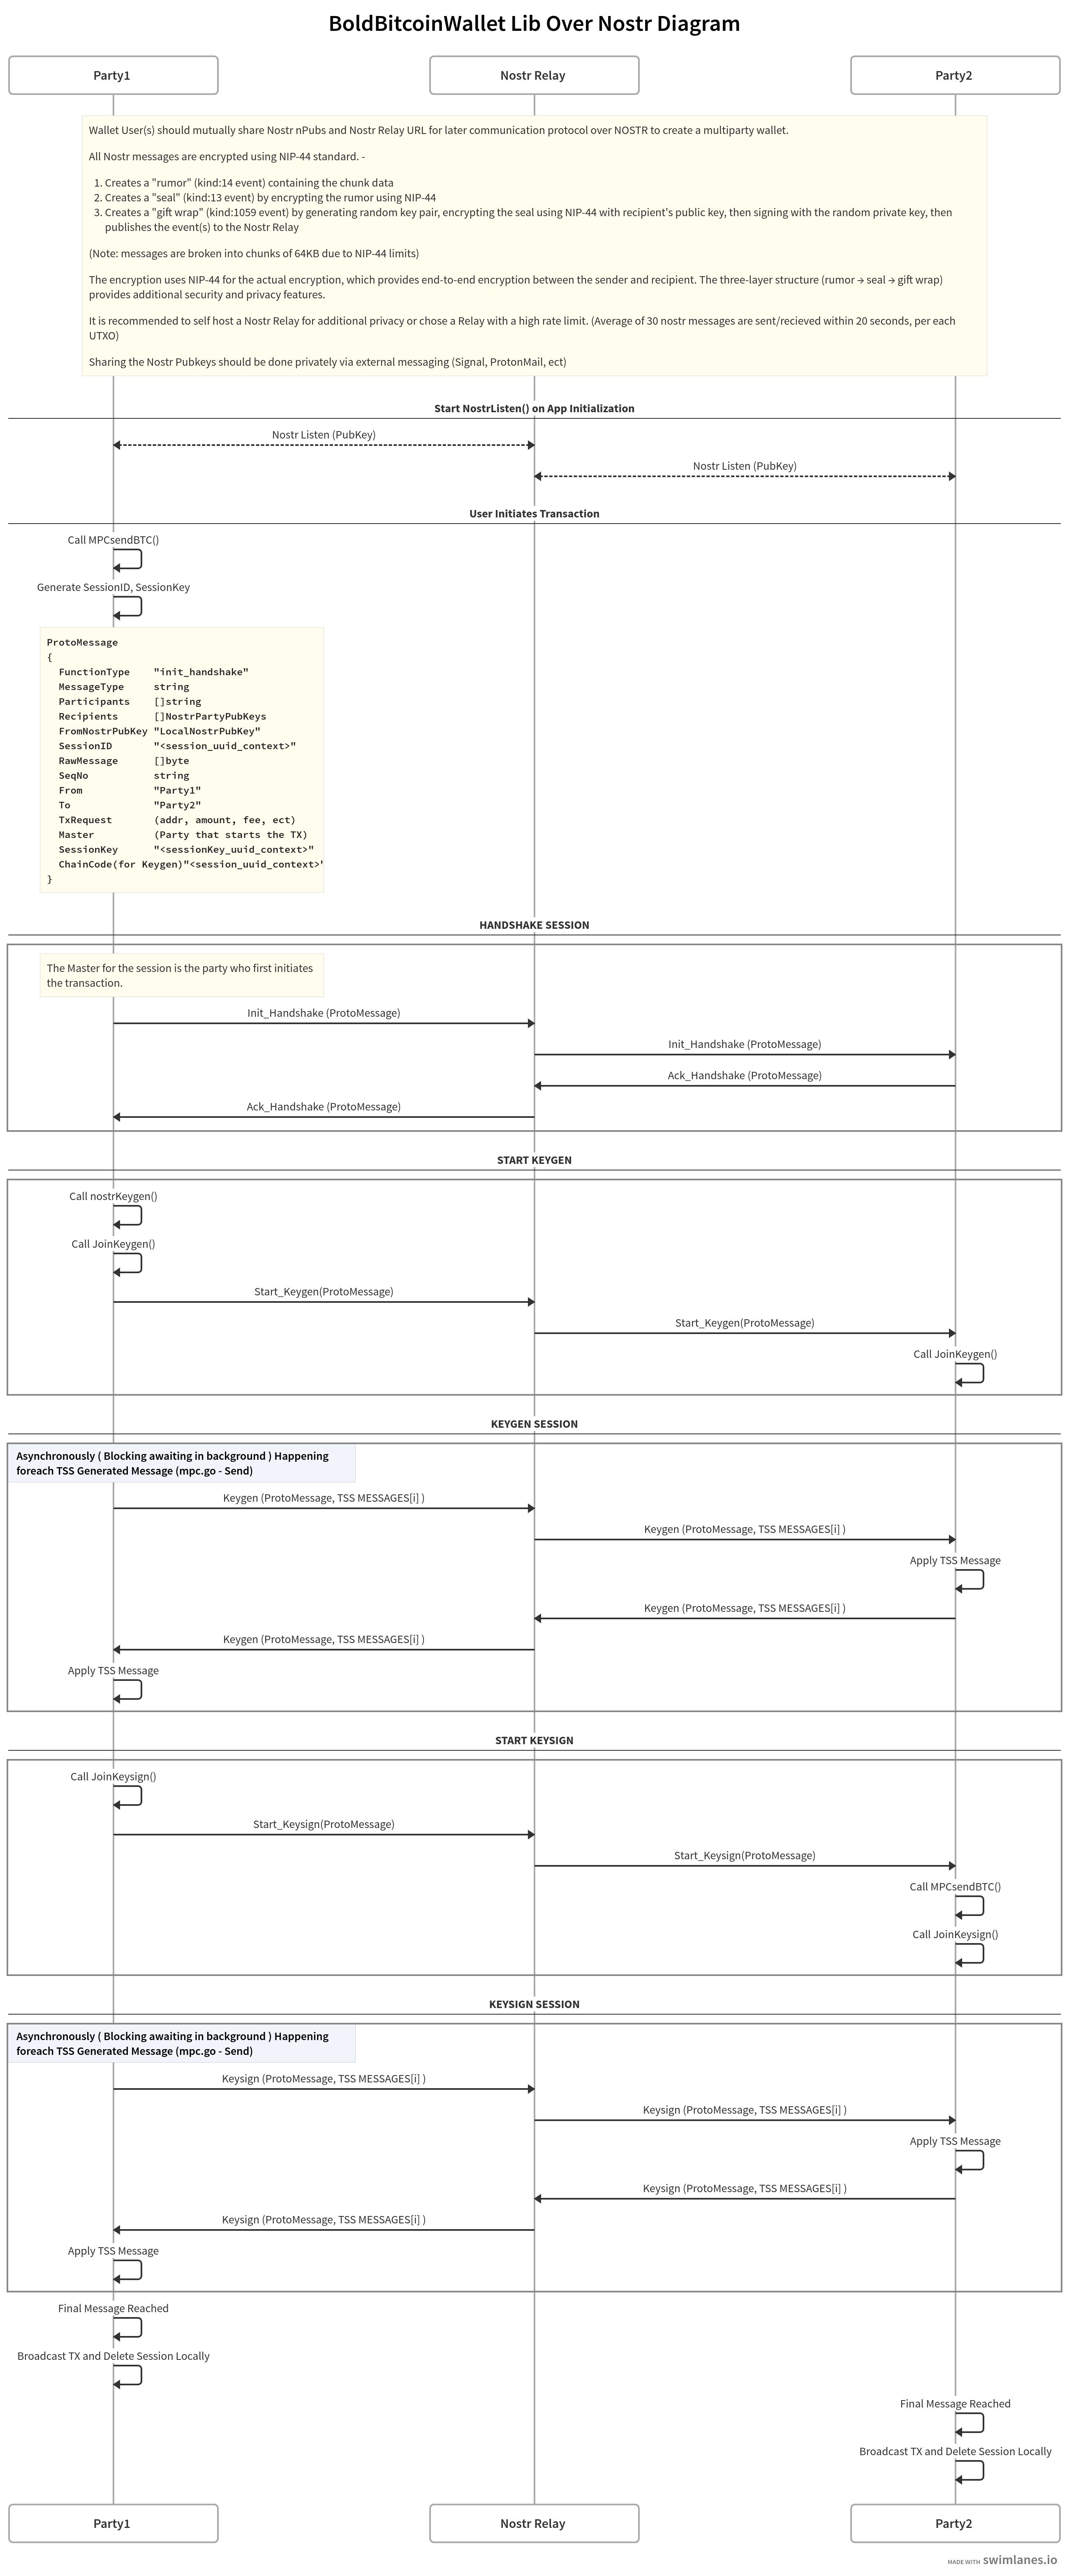 BoldBitcoinWallet Lib Over Nostr Diagram
Party1
Nostr Relay
Party2
Wallet User(s) should mutually share Nostr nPubs and Nostr Relay URL for later communication protocol over NOSTR to create a multiparty wallet.
All Nostr messages are encrypted using NIP-44 standard. -
1. Creates a "rumor" (kind:14 event) containing the chunk data
2. Creates a "seal" (kind:13 event) by encrypting the rumor using NIP-44
3. Creates a "gift wrap" (kind:1059 event) by generating random key pair, encrypting the seal using NIP-44 with recipient's public key, then signing with the random private key, then
publishes the event(s) to the Nostr Relay
(Note: messages are broken into chunks of 64KB due to NIP-44 limits)
The encryption uses NIP-44 for the actual encryption, which provides end-to-end encryption between the sender and recipient. The three-layer structure (rumor → seal → gift wrap)
provides additional security and privacy features.
It is recommended to self host a Nostr Relay for additional privacy or chose a Relay with a high rate limit. (Average of 30 nostr messages are sent/recieved within 20 seconds, per each
UTXO)
Sharing the Nostr Pubkeys should be done privately via external messaging (Signal, ProtonMail, ect)
Start NostrListen() on App Initialization
Nostr Listen (PubKey)
Nostr Listen (PubKey)
User Initiates Transaction
Call MPCsendBTC()
Generate SessionID, SessionKey
ProtoMessage
{
FunctionType "init_handshake"
MessageType string
Participants []string
Recipients []NostrPartyPubKeys
FromNostrPubKey "LocalNostrPubKey"
SessionID "<session_uuid_context>"
RawMessage []byte
SeqNo string
From "Party1"
To "Party2"
TxRequest (addr, amount, fee, ect)
Master (Party that starts the TX)
SessionKey "<sessionKey_uuid_context>"
ChainCode(for Keygen)"<session_uuid_context>"
}
HANDSHAKE SESSION
The Master for the session is the party who first initiates
the transaction.
Init_Handshake (ProtoMessage)
Init_Handshake (ProtoMessage)
Ack_Handshake (ProtoMessage)
Ack_Handshake (ProtoMessage)
START KEYGEN
Call nostrKeygen()
Call JoinKeygen()
Start_Keygen(ProtoMessage)
Start_Keygen(ProtoMessage)
Call JoinKeygen()
KEYGEN SESSION
Asynchronously ( Blocking awaiting in background ) Happening
foreach TSS Generated Message (mpc.go - Send)
Keygen (ProtoMessage, TSS MESSAGES[i] )
Keygen (ProtoMessage, TSS MESSAGES[i] )
Apply TSS Message
Keygen (ProtoMessage, TSS MESSAGES[i] )
Keygen (ProtoMessage, TSS MESSAGES[i] )
Apply TSS Message
START KEYSIGN
Call JoinKeysign()
Start_Keysign(ProtoMessage)
Start_Keysign(ProtoMessage)
Call MPCsendBTC()
Call JoinKeysign()
KEYSIGN SESSION
Asynchronously ( Blocking awaiting in background ) Happening
foreach TSS Generated Message (mpc.go - Send)
Keysign (ProtoMessage, TSS MESSAGES[i] )
Keysign (ProtoMessage, TSS MESSAGES[i] )
Apply TSS Message
Keysign (ProtoMessage, TSS MESSAGES[i] )
Keysign (ProtoMessage, TSS MESSAGES[i] )
Apply TSS Message
Final Message Reached
Broadcast TX and Delete Session Locally
Final Message Reached
Broadcast TX and Delete Session Locally
Party1
Nostr Relay
Party2
MADE WITH swimlanes.io